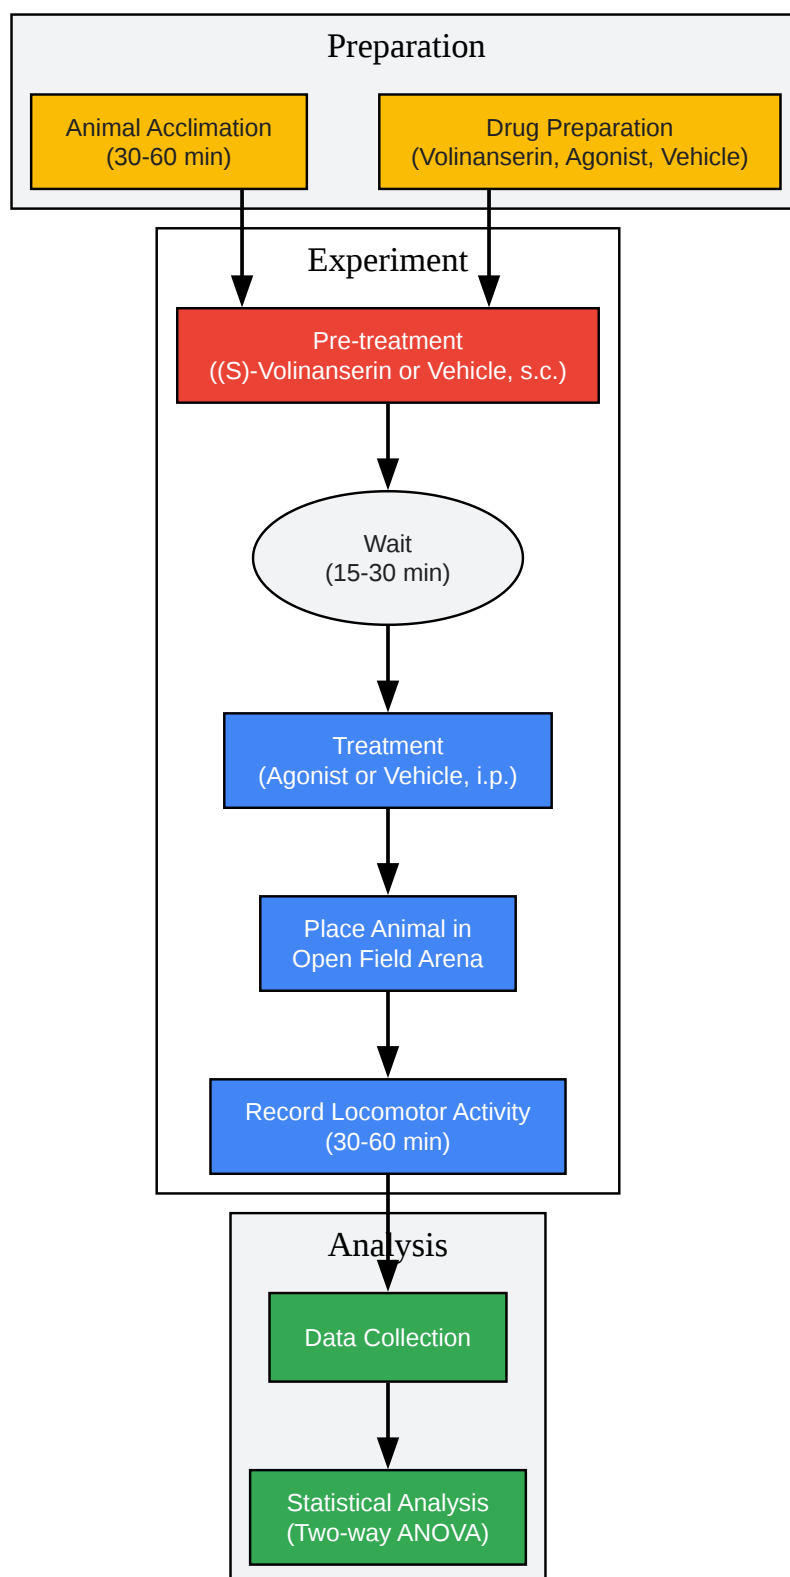 Preparation
Animal Acclimation
(30-60 min)
Drug Preparation
(Volinanserin, Agonist, Vehicle)
Experiment
Pre-treatment
((S)-Volinanserin or Vehicle, s.c.)
Wait
(15-30 min)
Treatment
(Agonist or Vehicle, i.p.)
Place Animal in
Open Field Arena
Record Locomotor Activity
(30-60 min)
Analysis
Data Collection
Statistical Analysis
(Two-way ANOVA)